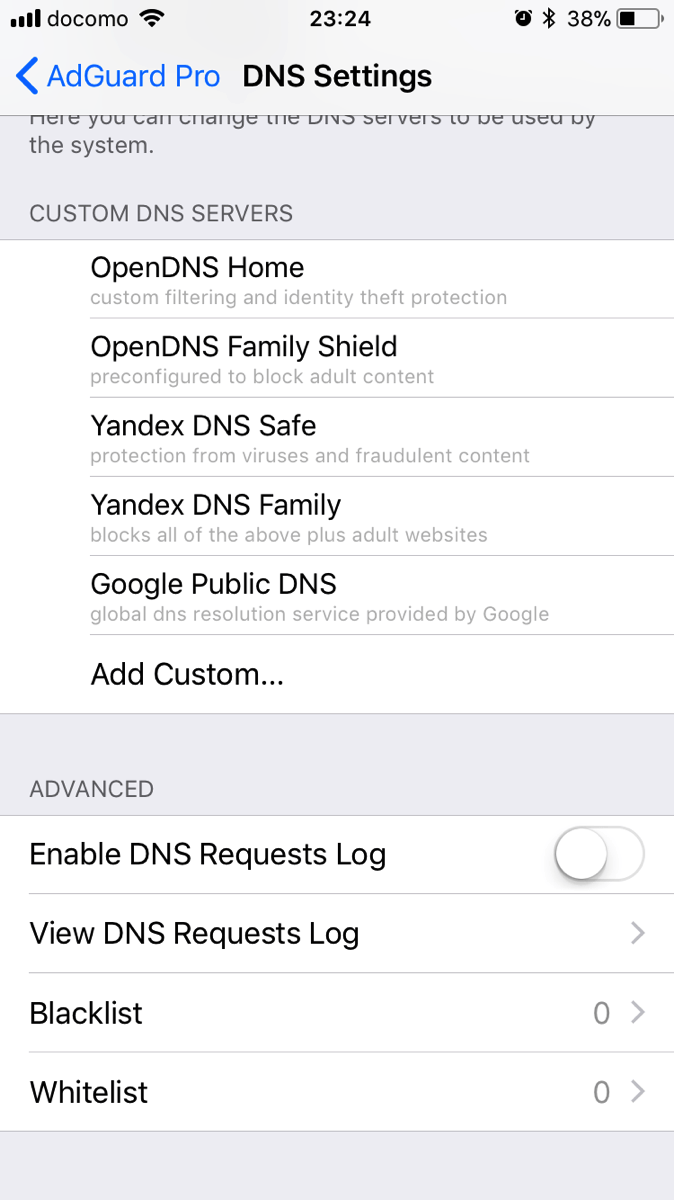 docomo 23:24 38%
AdGuard Pro DNS Settings
Here you can change the DNS servers to be used by
the system.
CUSTOM DNS SERVERS
OpenDNS Home
custom filtering and identity theft protection
OpenDNS Family Shield
preconfigured to block adult content
Yandex DNS Safe
protection from viruses and fraudulent content
Yandex DNS Family
blocks all of the above plus adult websites
Google Public DNS
global dns resolution service provided by Google
Add Custom...
ADVANCED
Enable DNS Requests Log
View DNS Requests Log
Blacklist 0
Whitelist 0